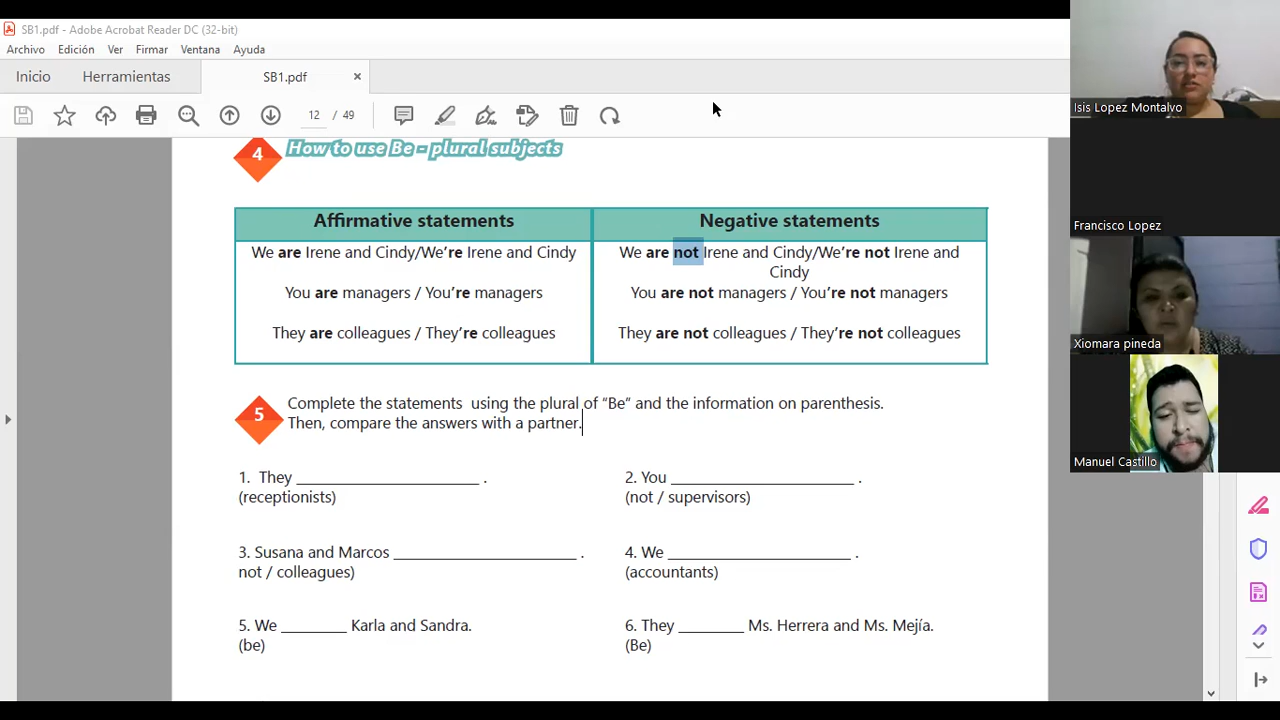 SB1.pdf - Adobe Acrobat Reader DC (32-bit)
Archivo Edición Ver Firmar Ventana Ayuda
Inicio Herramientas SB1.pdf ×
12 / 49
4 How to use Be - plural subjects
Affirmative statements
We are Irene and Cindy/We're Irene and Cindy
You are managers / You're managers
They are colleagues / They're colleagues
Negative statements
We are not Irene and Cindy/We're not Irene and
Cindy
You are not managers / You're not managers
They are not colleagues / They're not colleagues
5 Complete the statements using the plural of "Be" and the information on parenthesis.
Then, compare the answers with a partner.
1. They ____________________ .
(receptionists)
2. You ____________________ .
(not / supervisors)
3. Susana and Marcos ____________________ .
not / colleagues)
4. We ____________________ .
(accountants)
5. We _______ Karla and Sandra.
(be)
6. They _______ Ms. Herrera and Ms. Mejía.
(Be)
Isis Lopez Montalvo
Francisco Lopez
Xiomara pineda
Manuel Castillo